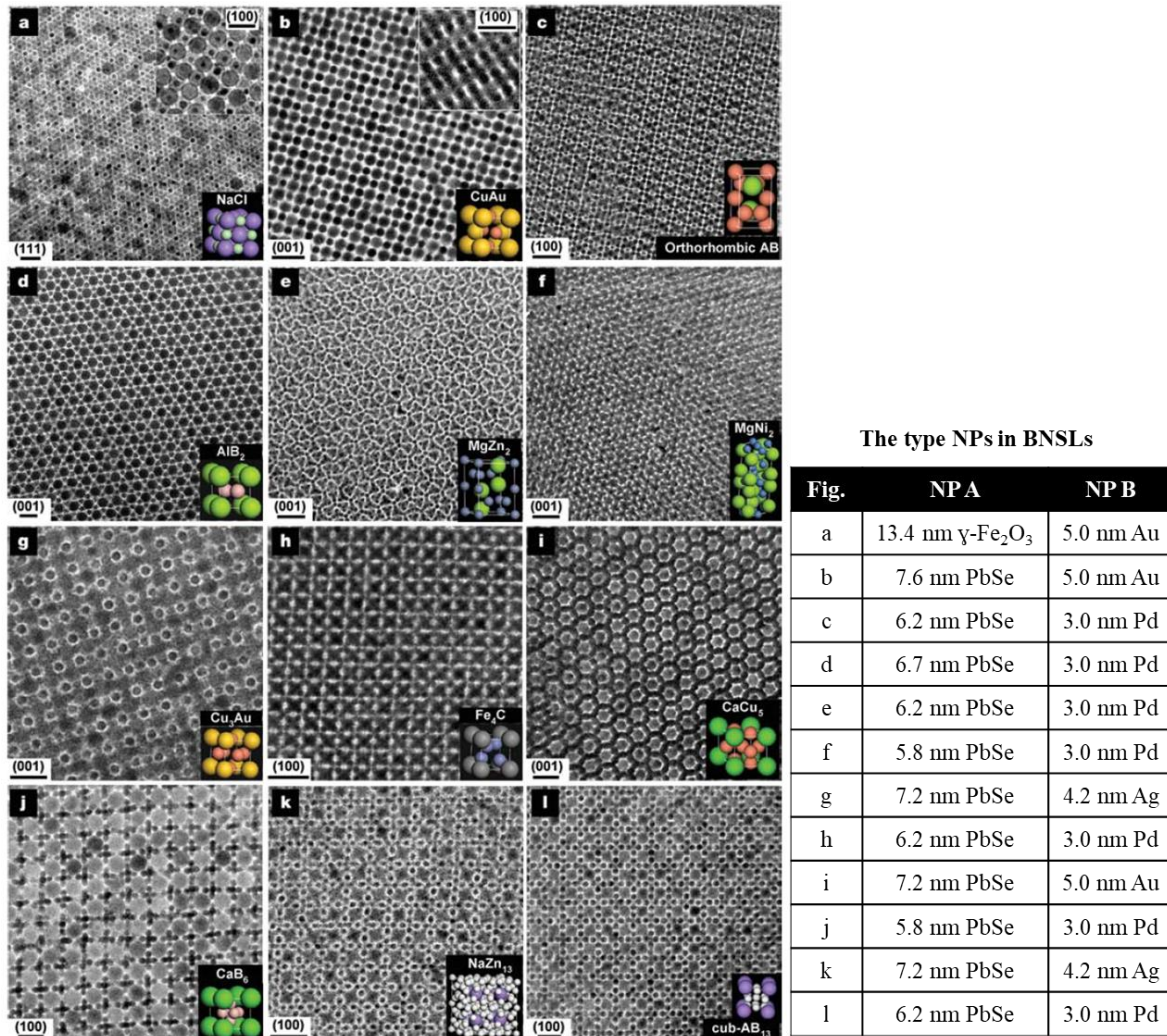 a
(100)
NaCl
(111)
b
(100)
CuAu
(001)
c
Orthorhombic AB
(100)
d
AlB2
(001)
e
MgZn2
(001)
f
MgNi2
(001)
g
Cu3Au
(001)
h
Fe4C
(100)
i
CaCu5
(001)
j
CaB6
(100)
k
NaZn13
(100)
l
cub-AB13
(100)
The type NPs in BNSLs
Fig. NP A NP B
a 13.4 nm ɣ-Fe2O3 5.0 nm Au
b 7.6 nm PbSe 5.0 nm Au
c 6.2 nm PbSe 3.0 nm Pd
d 6.7 nm PbSe 3.0 nm Pd
e 6.2 nm PbSe 3.0 nm Pd
f 5.8 nm PbSe 3.0 nm Pd
g 7.2 nm PbSe 4.2 nm Ag
h 6.2 nm PbSe 3.0 nm Pd
i 7.2 nm PbSe 5.0 nm Au
j 5.8 nm PbSe 3.0 nm Pd
k 7.2 nm PbSe 4.2 nm Ag
l 6.2 nm PbSe 3.0 nm Pd